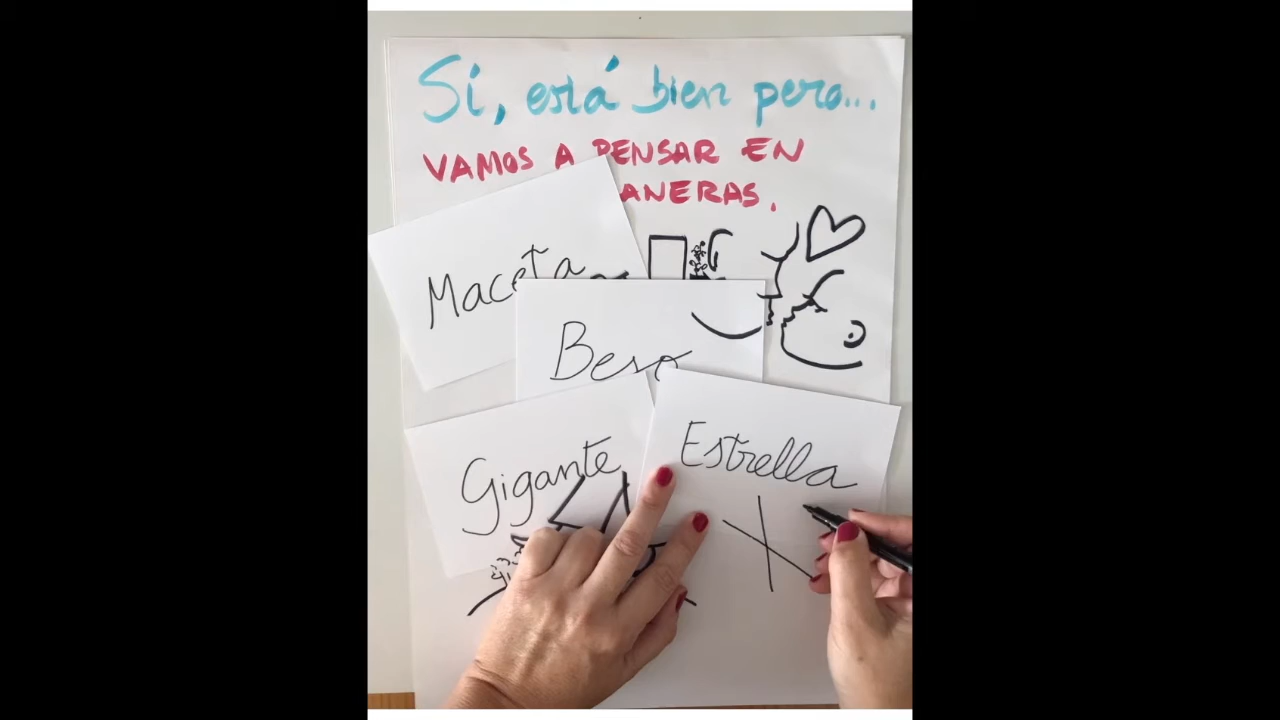 Sí, está bien pero...
VAMOS A PENSAR EN
ANERAS.
Maceta
Beso
Gigante
Estrella